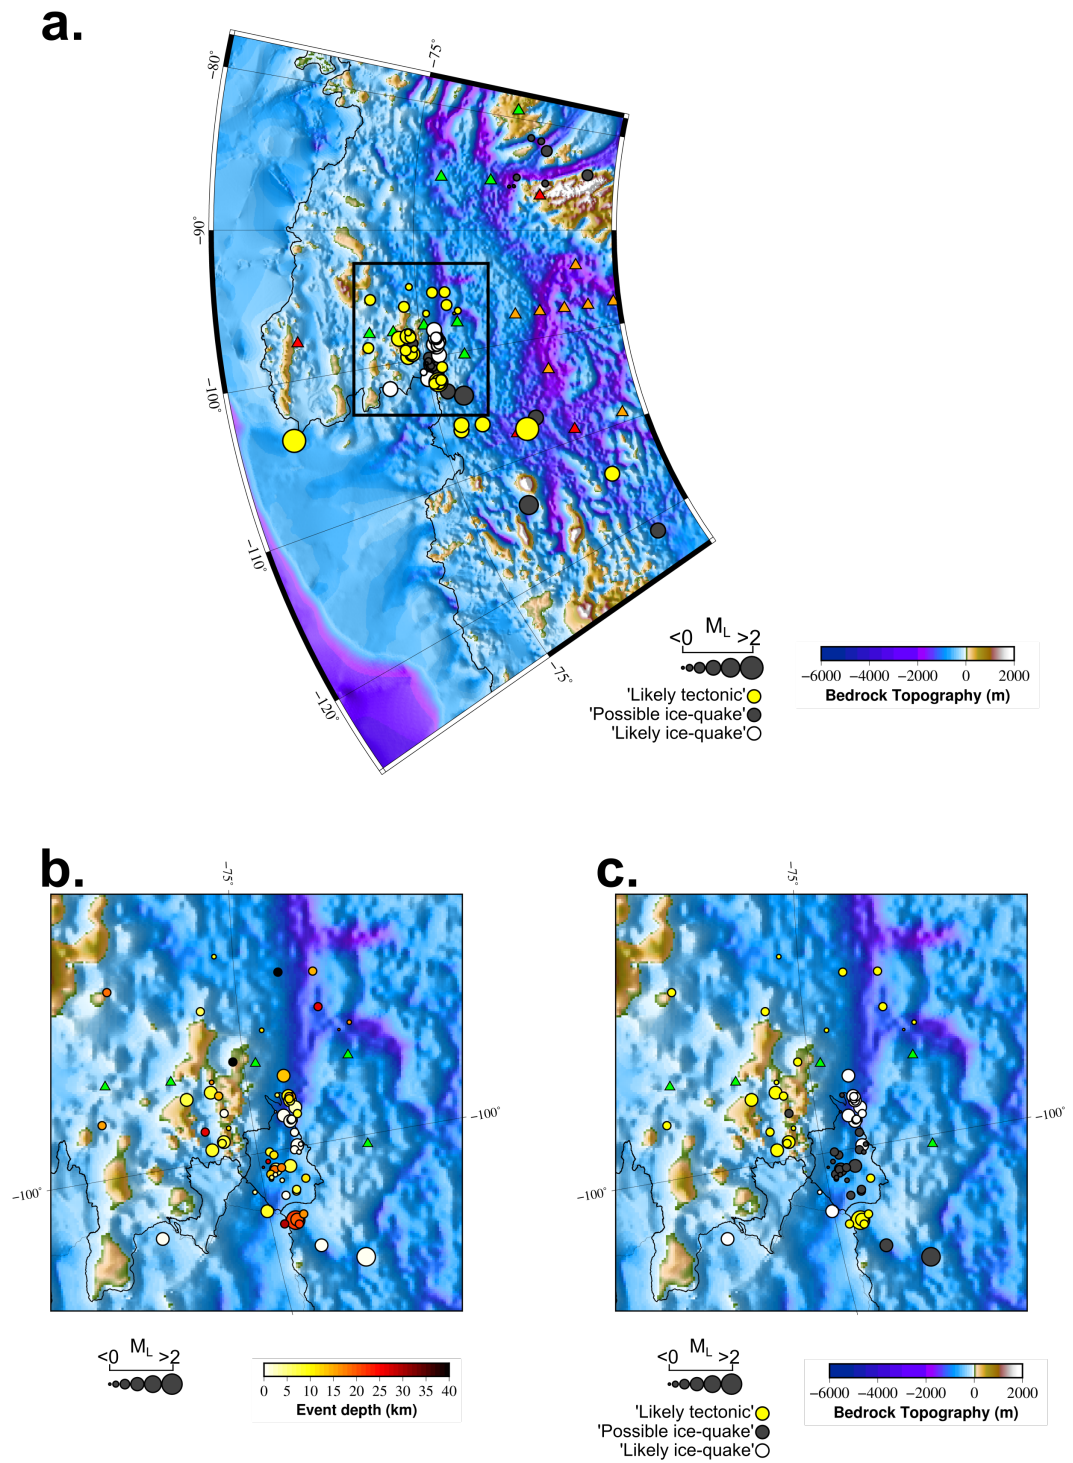 a.
−75°
−80°
−90°
−100°
−110°
−120°
−75°
M_L
<0 >2
'Likely tectonic'
'Possible ice-quake'
'Likely ice-quake'
−6000 −4000 −2000 0 2000
Bedrock Topography (m)
b.
−75°
−100°
−100°
M_L
<0 >2
0 5 10 15 20 25 30 35 40
Event depth (km)
c.
−75°
−100°
−100°
M_L
<0 >2
'Likely tectonic'
'Possible ice-quake'
'Likely ice-quake'
−6000 −4000 −2000 0 2000
Bedrock Topography (m)